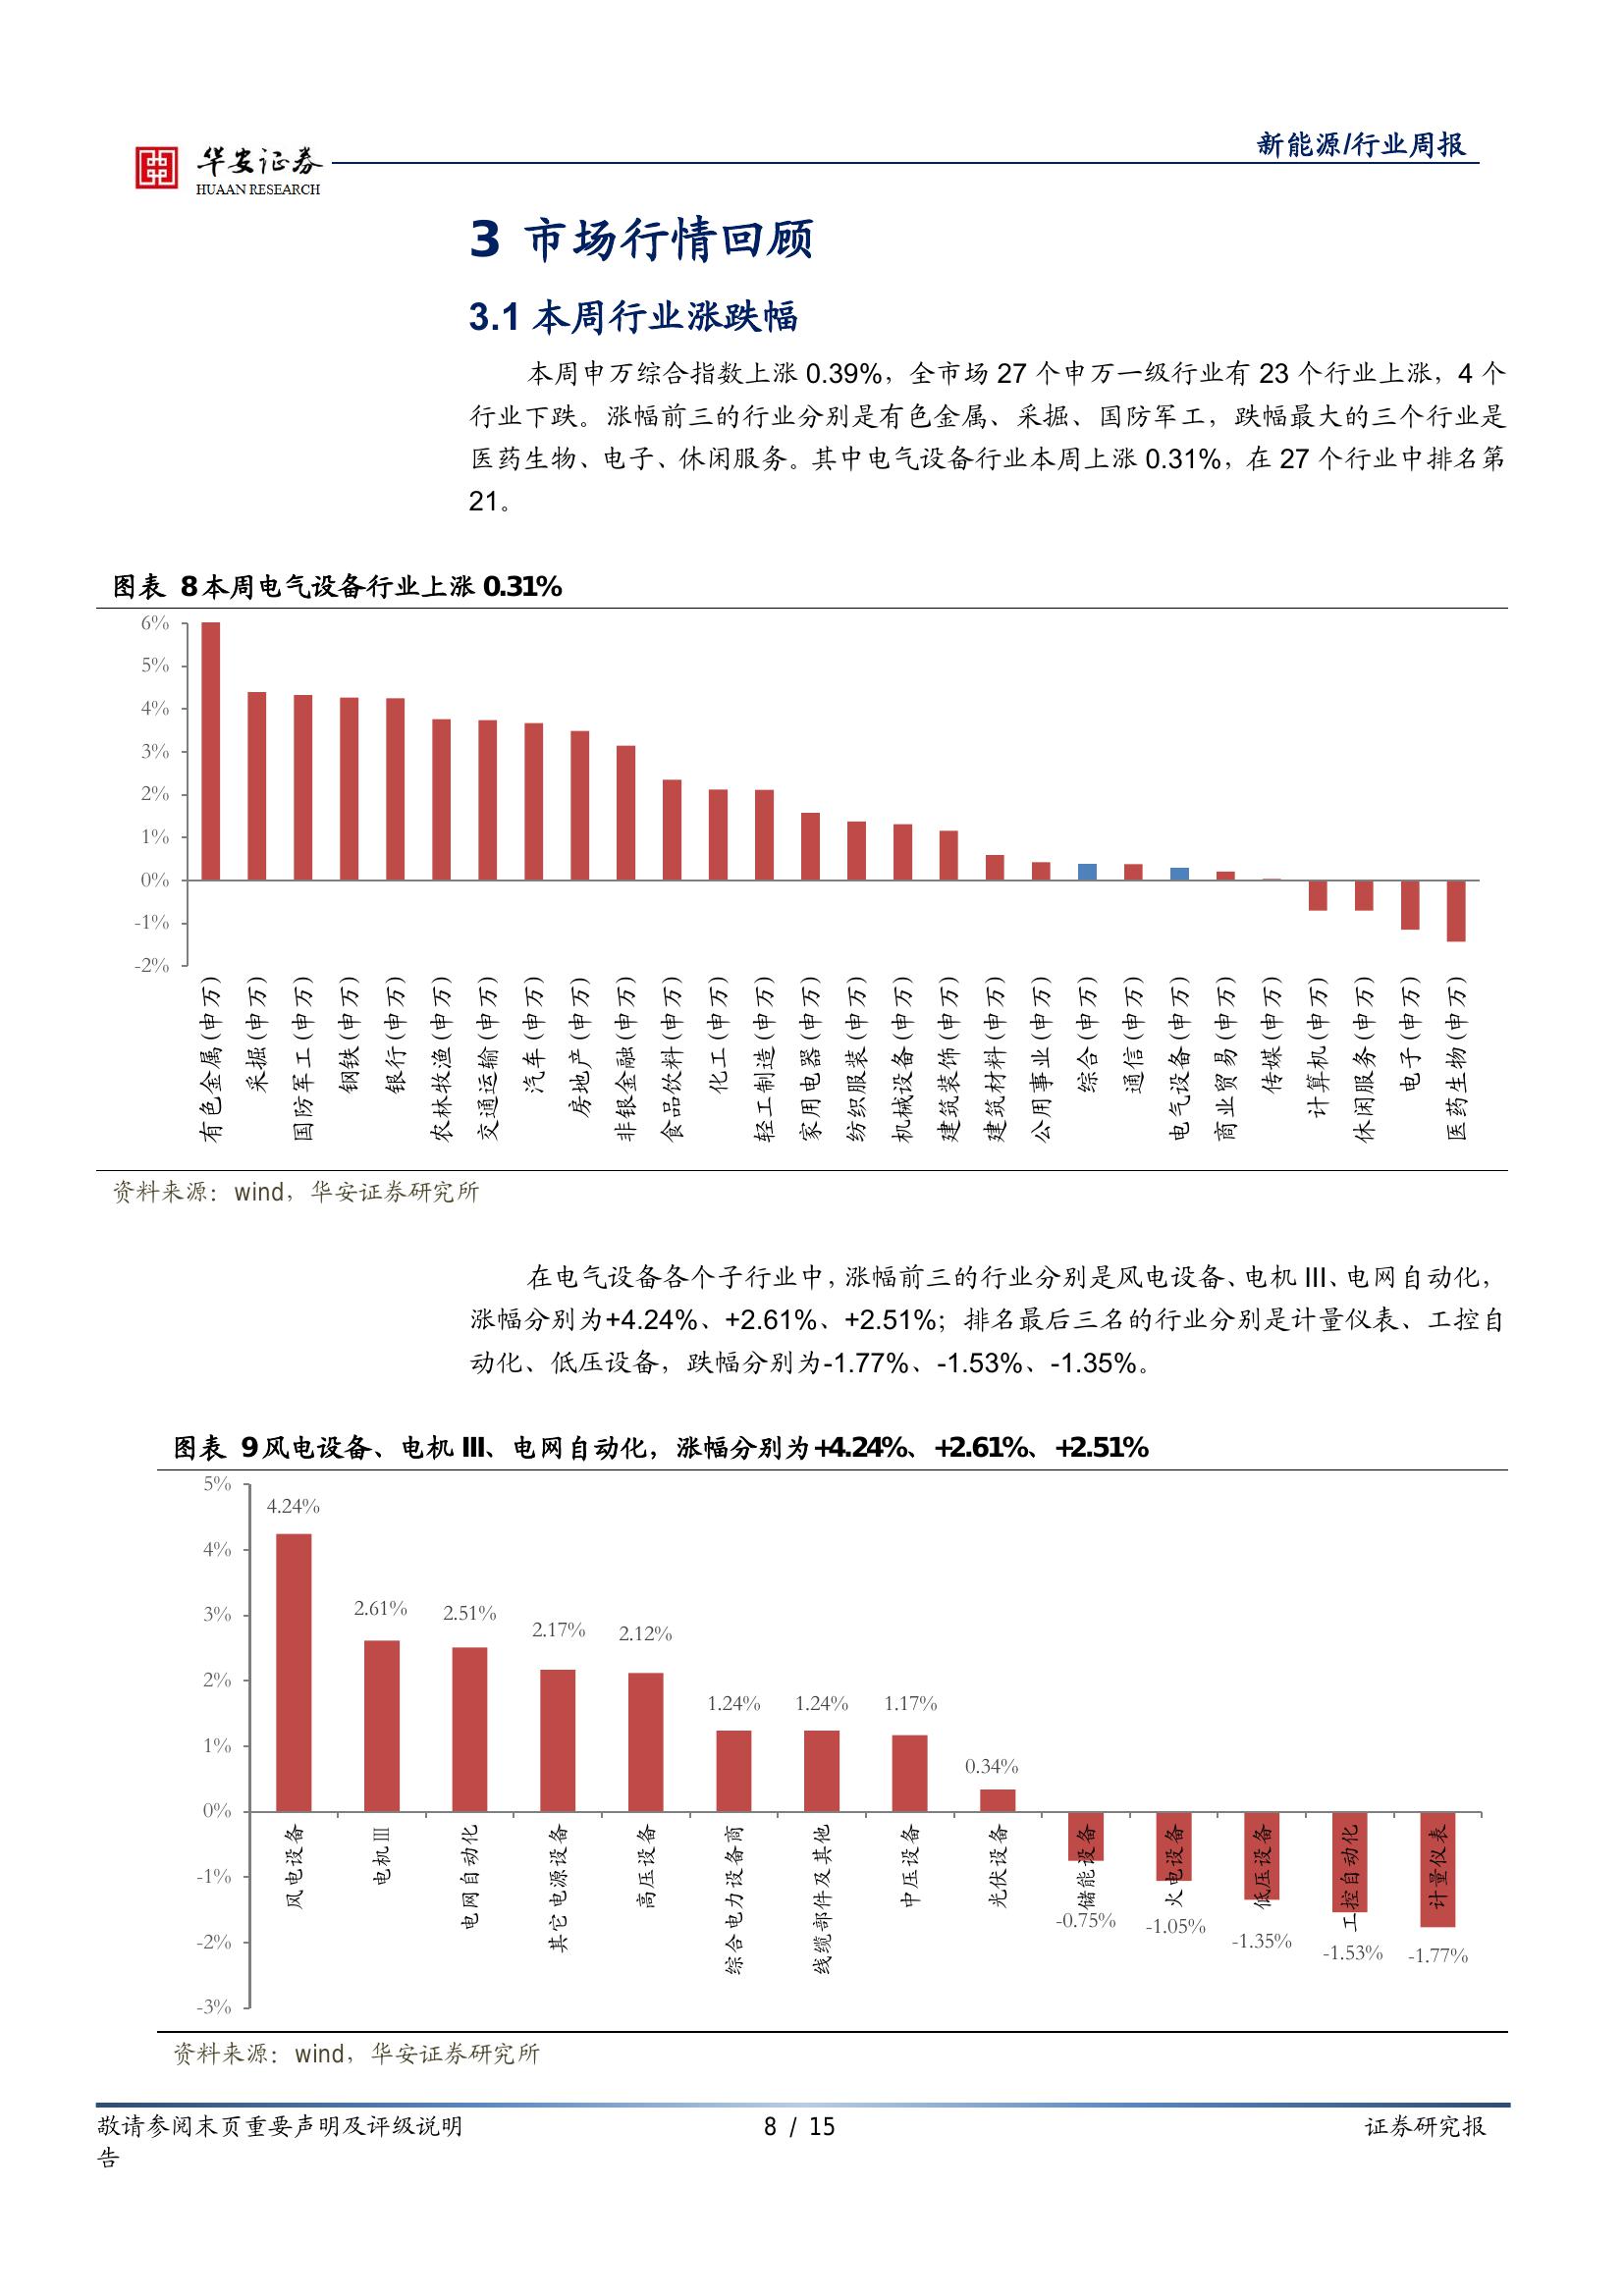 华安证券
HUAAN RESEARCH
新能源/行业周报
3 市场行情回顾
3.1 本周行业涨跌幅
本周申万综合指数上涨 0.39%，全市场 27 个申万一级行业有 23 个行业上涨，4 个
行业下跌。涨幅前三的行业分别是有色金属、采掘、国防军工，跌幅最大的三个行业是
医药生物、电子、休闲服务。其中电气设备行业本周上涨 0.31%，在 27 个行业中排名第
21。
图表 8 本周电气设备行业上涨 0.31%
6%
5%
4%
3%
2%
1%
0%
-1%
-2%
有色金属(申万)
采掘(申万)
国防军工(申万)
钢铁(申万)
银行(申万)
农林牧渔(申万)
交通运输(申万)
汽车(申万)
房地产(申万)
非银金融(申万)
食品饮料(申万)
化工(申万)
轻工制造(申万)
家用电器(申万)
纺织服装(申万)
机械设备(申万)
建筑装饰(申万)
建筑材料(申万)
公用事业(申万)
综合(申万)
通信(申万)
电气设备(申万)
商业贸易(申万)
传媒(申万)
计算机(申万)
休闲服务(申万)
电子(申万)
医药生物(申万)
资料来源：wind，华安证券研究所
在电气设备各个子行业中，涨幅前三的行业分别是风电设备、电机 III、电网自动化，
涨幅分别为+4.24%、+2.61%、+2.51%；排名最后三名的行业分别是计量仪表、工控自
动化、低压设备，跌幅分别为-1.77%、-1.53%、-1.35%。
图表 9 风电设备、电机 III、电网自动化，涨幅分别为+4.24%、+2.61%、+2.51%
5%
4%
3%
2%
1%
0%
-1%
-2%
-3%
4.24%
2.61%
2.51%
2.17%
2.12%
1.24%
1.24%
1.17%
0.34%
-0.75%
-1.05%
-1.35%
-1.53%
-1.77%
风电设备
电机Ⅲ
电网自动化
其它电源设备
高压设备
综合电力设备商
线缆部件及其他
中压设备
光伏设备
储能设备
火电设备
低压设备
工控自动化
计量仪表
资料来源：wind，华安证券研究所
敬请参阅末页重要声明及评级说明
8 / 15
证券研究报
告